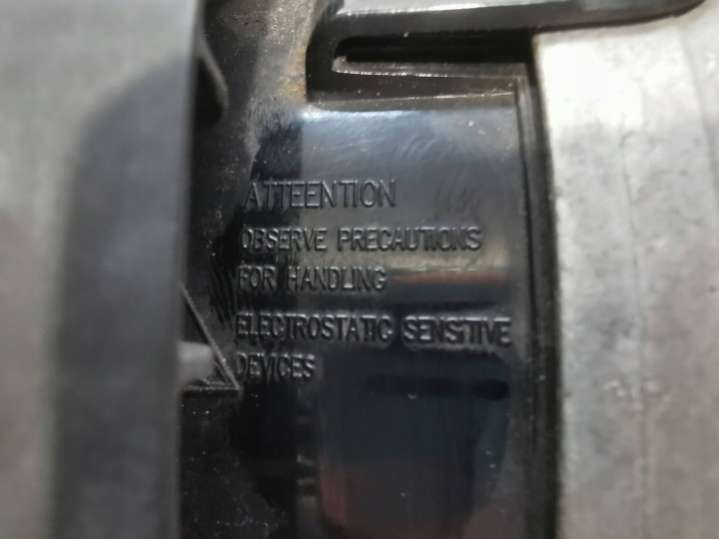 ATTEENTION
OBSERVE PRECAUTIONS
FOR HANDLING
ELECTROSTATIC SENSITIVE
DEVICES